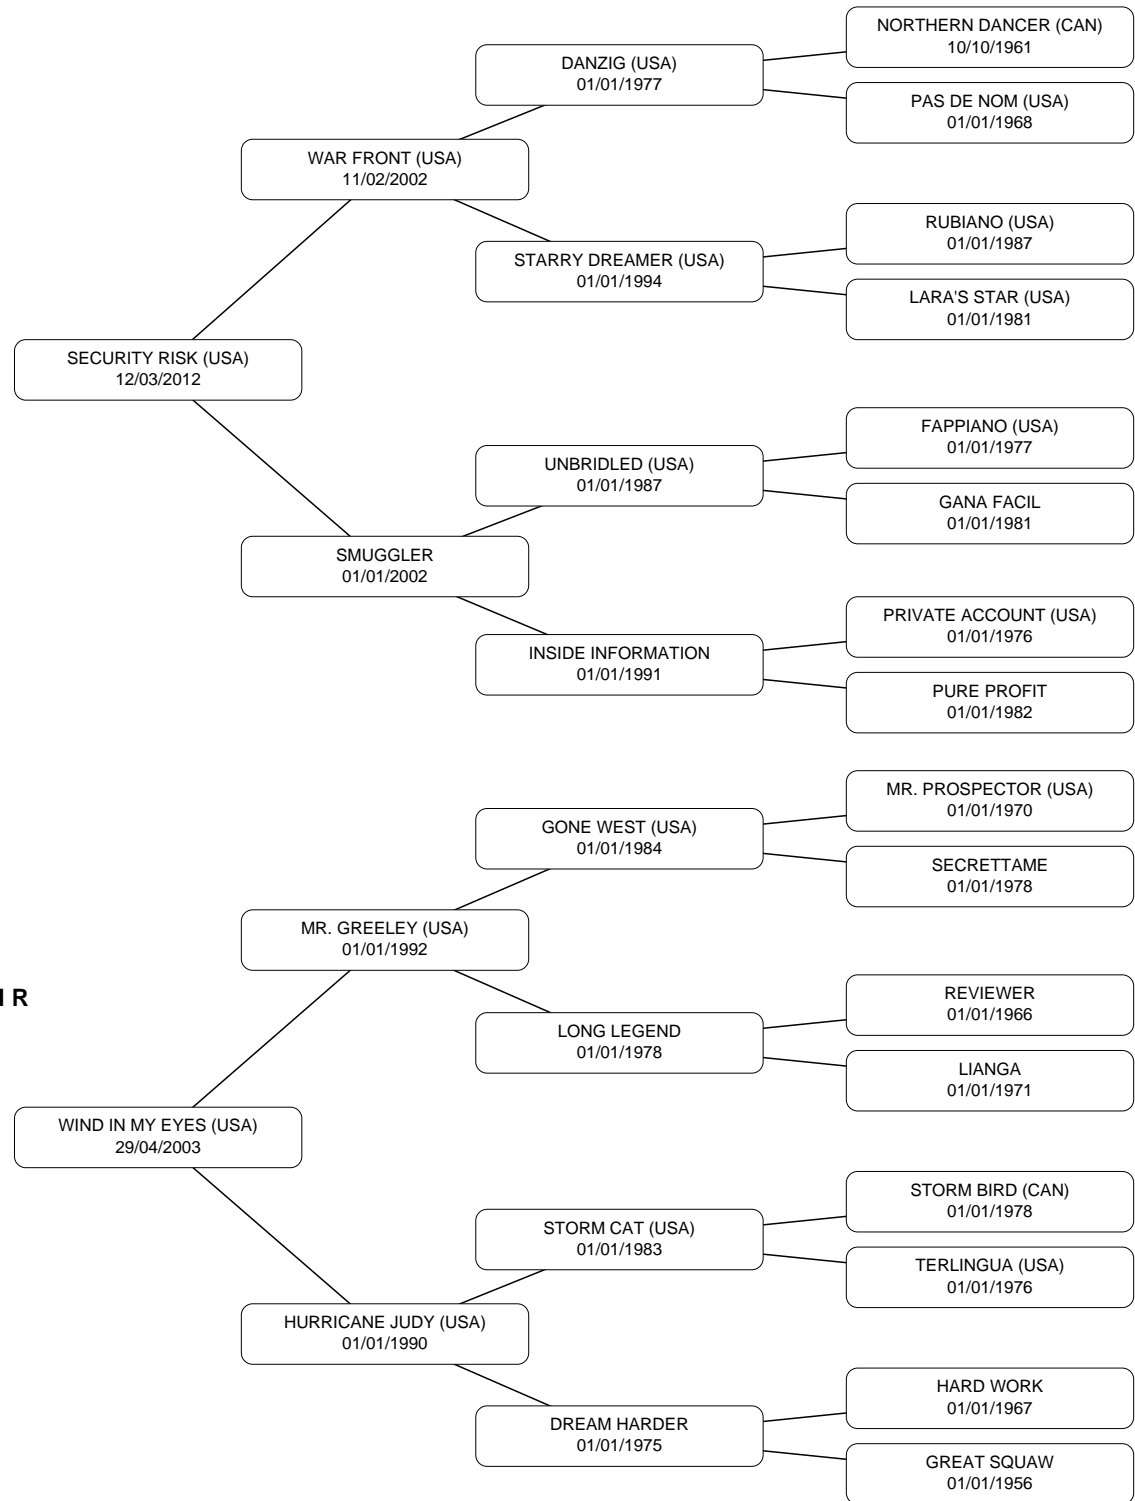 NORTHERN DANCER (CAN)
10/10/1961
DANZIG (USA)
01/01/1977
PAS DE NOM (USA)
01/01/1968
WAR FRONT (USA)
11/02/2002
RUBIANO (USA)
01/01/1987
STARRY DREAMER (USA)
01/01/1994
LARA'S STAR (USA)
01/01/1981
SECURITY RISK (USA)
12/03/2012
FAPPIANO (USA)
01/01/1977
UNBRIDLED (USA)
01/01/1987
GANA FACIL
01/01/1981
SMUGGLER
01/01/2002
PRIVATE ACCOUNT (USA)
01/01/1976
INSIDE INFORMATION
01/01/1991
PURE PROFIT
01/01/1982
MR. PROSPECTOR (USA)
01/01/1970
GONE WEST (USA)
01/01/1984
SECRETTAME
01/01/1978
MR. GREELEY (USA)
01/01/1992
R
REVIEWER
01/01/1966
LONG LEGEND
01/01/1978
LIANGA
01/01/1971
WIND IN MY EYES (USA)
29/04/2003
STORM BIRD (CAN)
01/01/1978
STORM CAT (USA)
01/01/1983
TERLINGUA (USA)
01/01/1976
HURRICANE JUDY (USA)
01/01/1990
HARD WORK
01/01/1967
DREAM HARDER
01/01/1975
GREAT SQUAW
01/01/1956